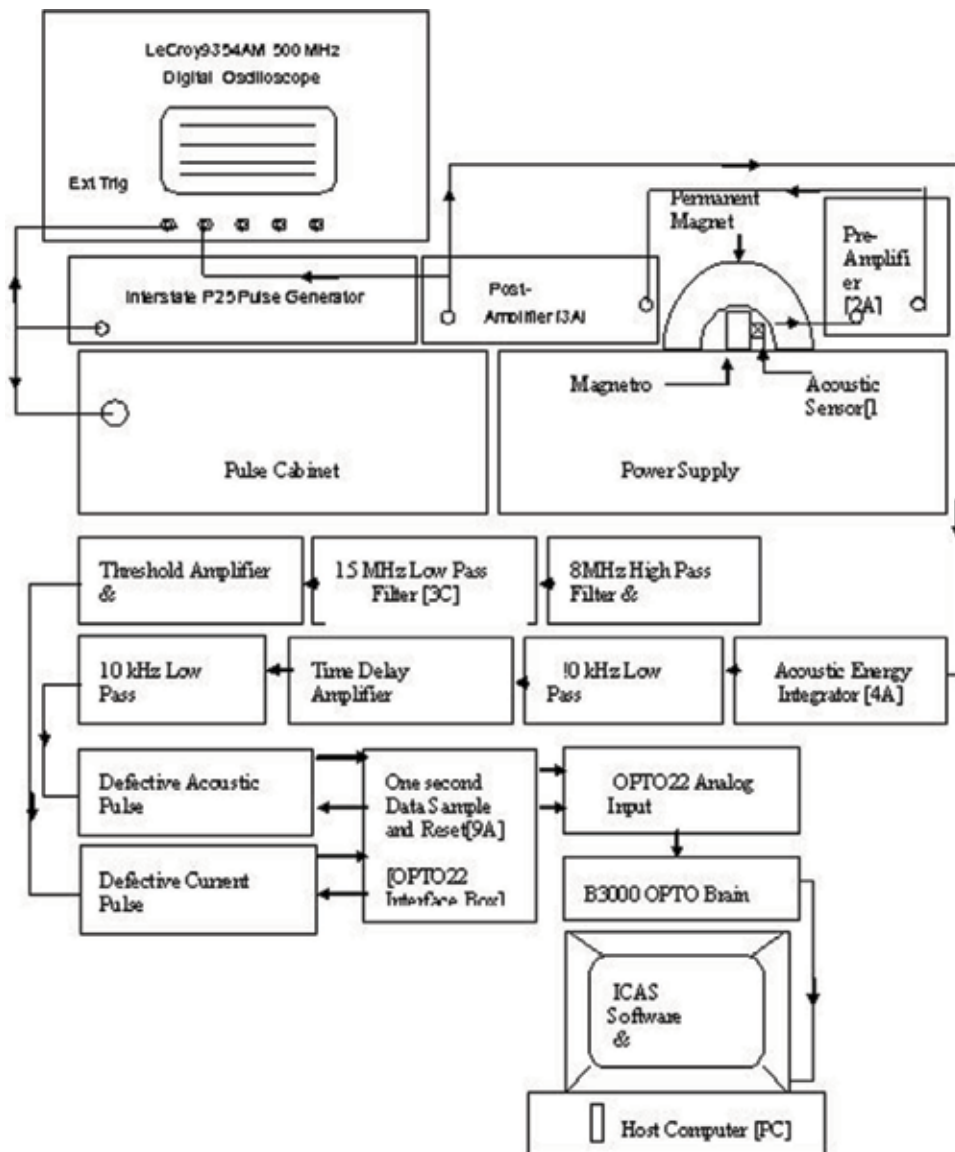 LeCroy9354AM 500 MHz
Digital Oscilloscope
Ext Trig
Permanent
Magnet
Pre-
Amplifi
er
[2A]
Interstate P25 Pulse Generator
Post-
Amplifier [3A]
Magnetro
Acoustic
Sensor[1
Pulse Cabinet
Power Supply
Threshold Amplifier
&
15 MHz Low Pass
Filter [3C]
8MHz High Pass
Filter &
10 kHz Low
Pass
Time Delay
Amplifier
0 kHz Low
Pass
Acoustic Energy
Integrator [4A]
Defective Acoustic
Pulse
One second
Data Sample
and Reset[9A]
[OPTO22
Interface Box]
OPTO22 Analog
Input
Defective Current
Pulse
B3000 OPTO Brain
ICAS
Software
&
Host Computer [PC]